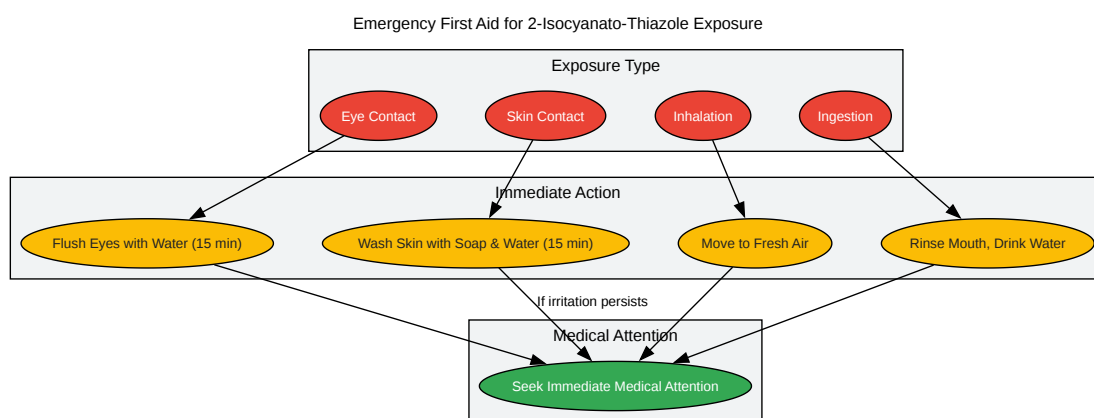 Emergency First Aid for 2-Isocyanato-Thiazole Exposure
Exposure Type
Eye Contact
Skin Contact
Inhalation
Ingestion
Immediate Action
Flush Eyes with Water (15 min)
Wash Skin with Soap & Water (15 min)
Move to Fresh Air
Rinse Mouth, Drink Water
If irritation persists
Medical Attention
Seek Immediate Medical Attention